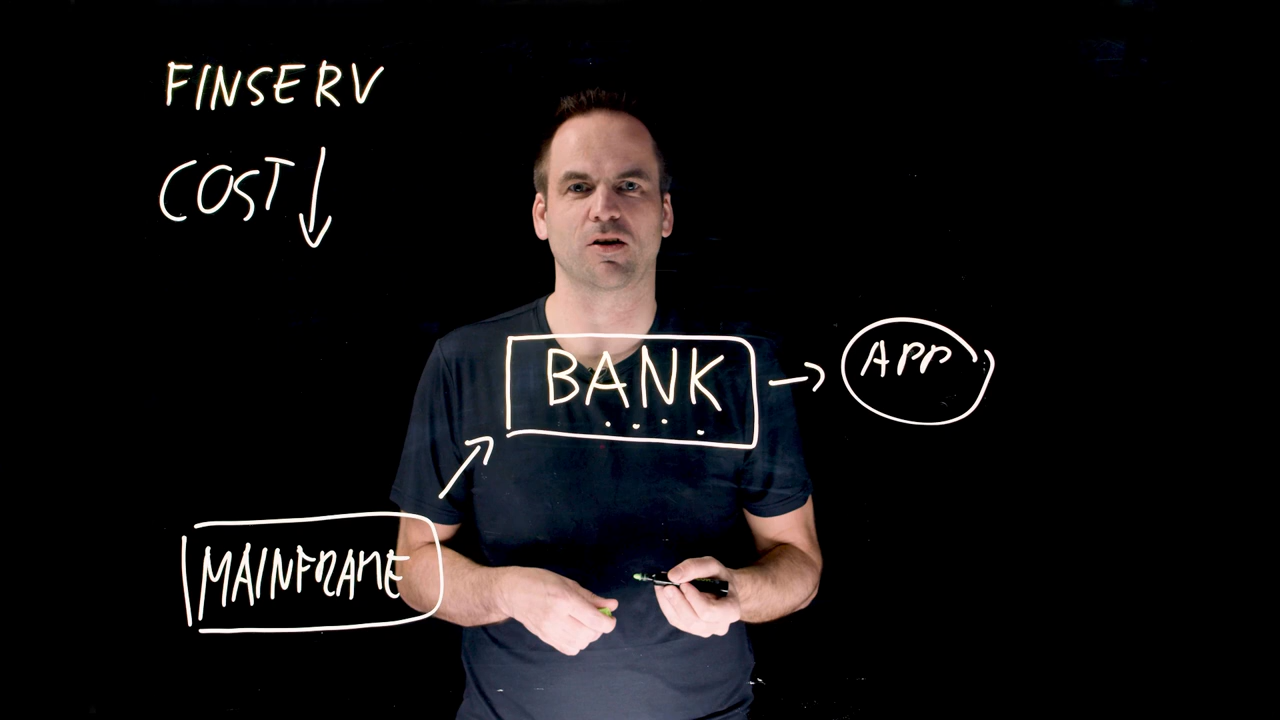 FINSERV
COST ↓
BANK → APP
↗
MAINFRAME